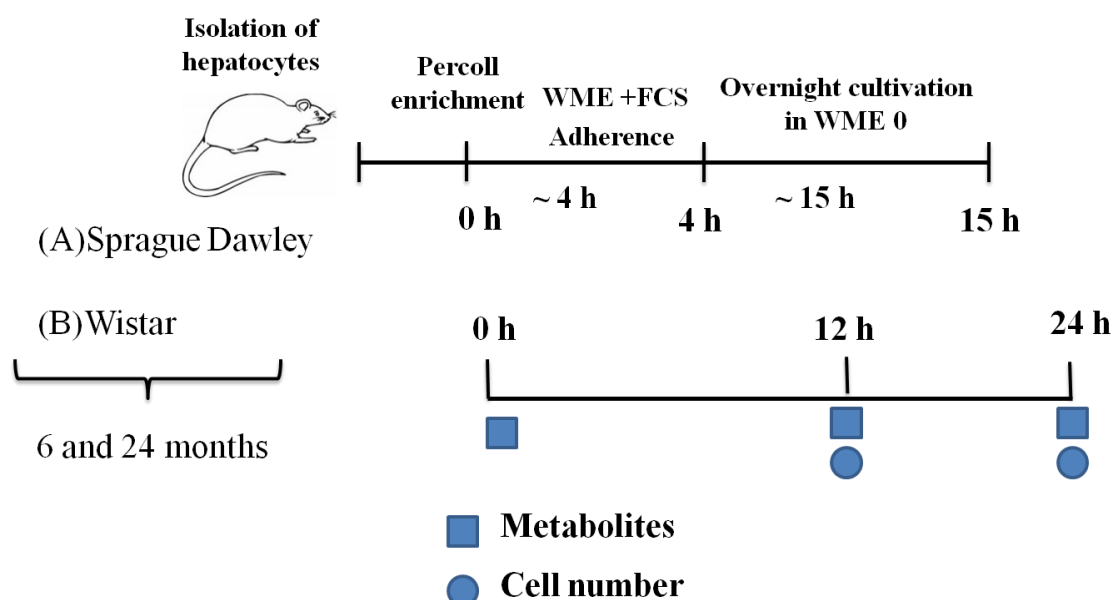 Isolation of
hepatocytes
Percoll
enrichment
WME +FCS
Adherence
Overnight cultivation
in WME 0
~ 4 h
~ 15 h
0 h
4 h
15 h
(A)Sprague Dawley
(B)Wistar
0 h
12 h
24 h
6 and 24 months
Metabolites
Cell number